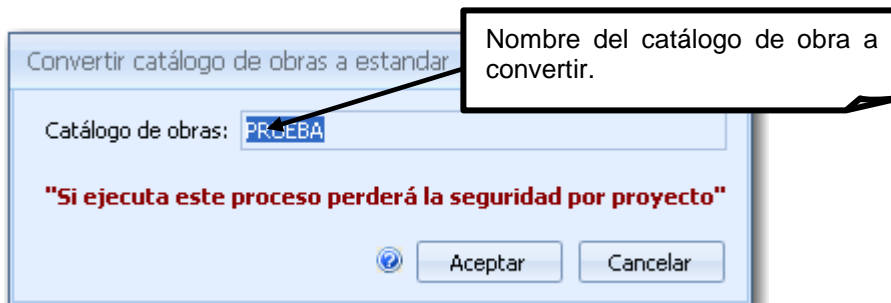 Nombre del catálogo de obra a
convertir.
Convertir catálogo de obras a estandar
Catálogo de obras: PRUEBA
"Si ejecuta este proceso perderá la seguridad por proyecto"
Aceptar Cancelar